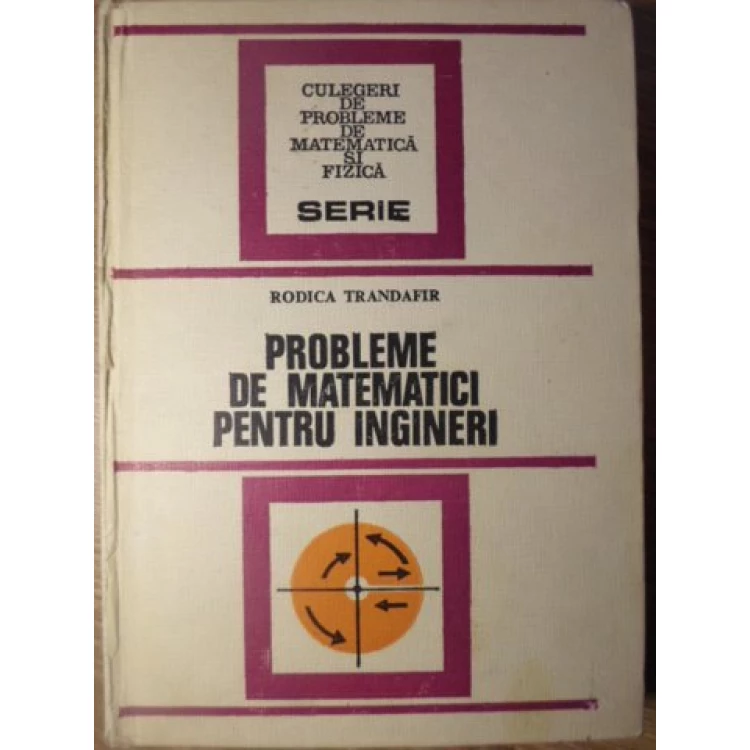 CULEGERI
DE
PROBLEME
DE
MATEMATICĂ
ŞI
FIZICĂ
SERIE
RODICA TRANDAFIR
PROBLEME
DE MATEMATICI
PENTRU INGINERI